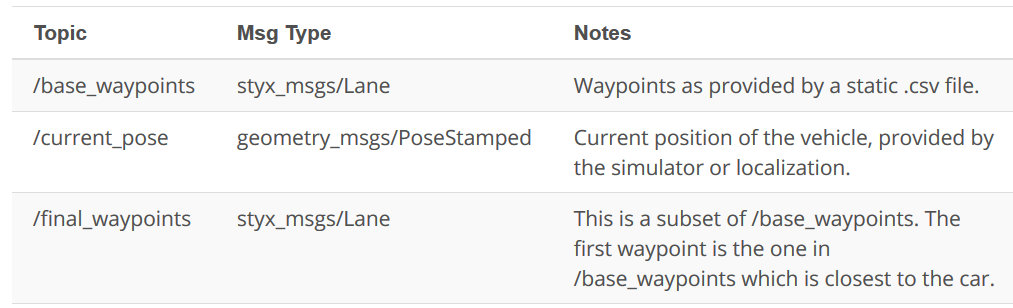 Topic Msg Type Notes
/base_waypoints styx_msgs/Lane Waypoints as provided by a static .csv file.
/current_pose geometry_msgs/PoseStamped Current position of the vehicle, provided by
the simulator or localization.
/final_waypoints styx_msgs/Lane This is a subset of /base_waypoints. The
first waypoint is the one in
/base_waypoints which is closest to the car.